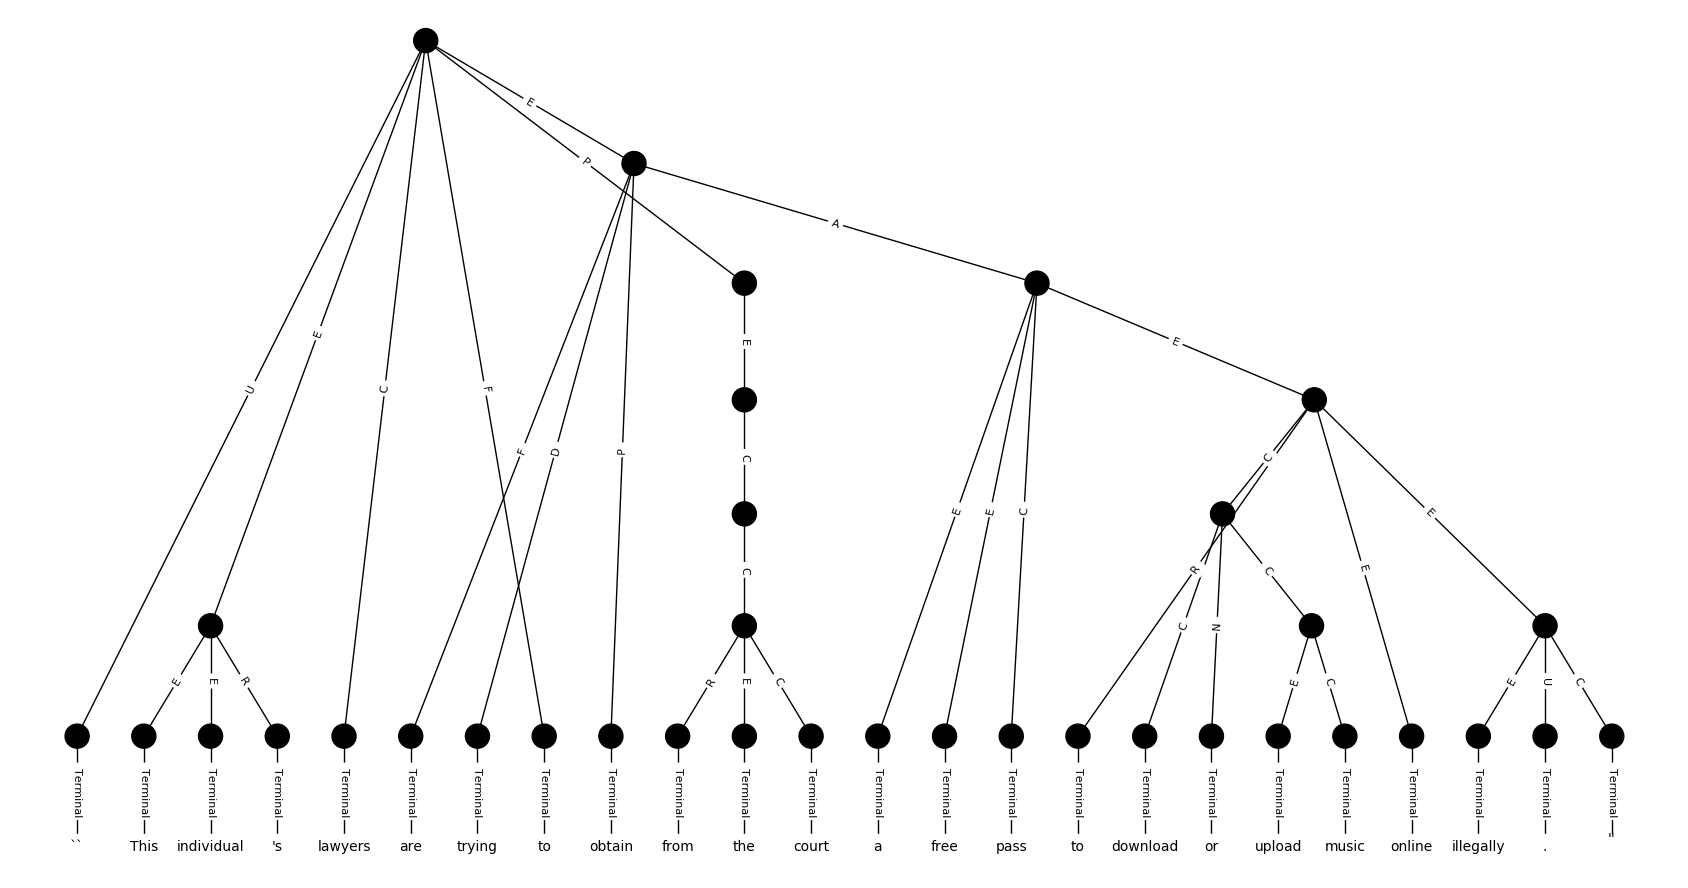 E
P
A
U
E
C
F
E
E
F
D
P
C
E
E
C
E
C
C
R
C
E
C
N
E
E
E
R
R
E
C
E
C
E
U
C
Terminal Terminal Terminal Terminal Terminal Terminal Terminal Terminal Terminal Terminal Terminal Terminal Terminal Terminal Terminal Terminal Terminal Terminal Terminal Terminal Terminal Terminal Terminal Terminal
`` This individual 's lawyers are trying to obtain from the court a free pass to download or upload music online illegally . "